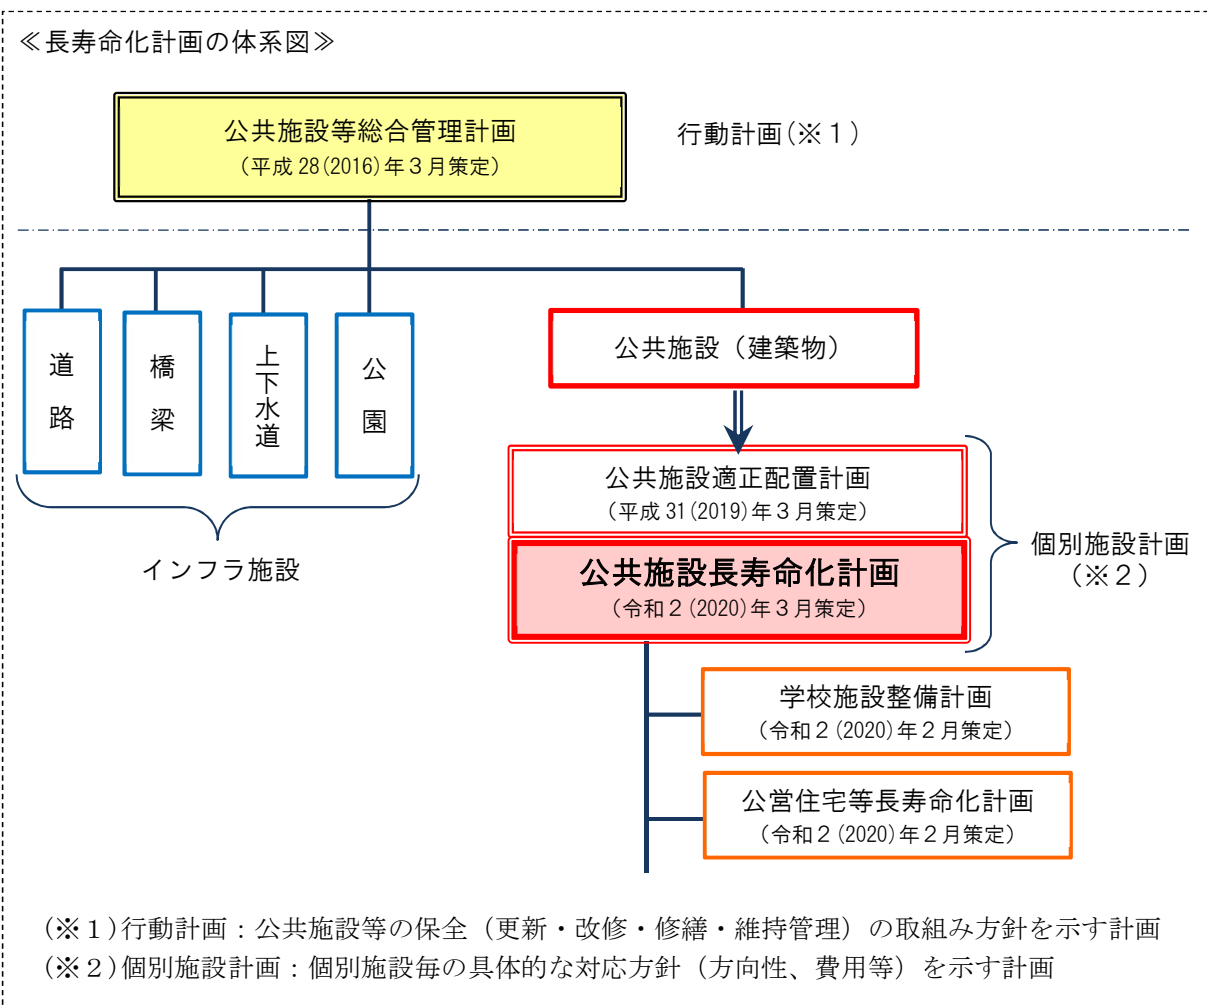 ≪長寿命化計画の体系図≫
公共施設等総合管理計画
（平成 28(2016)年３月策定）
行動計画(※１)
道路
橋梁
上下水道
公園
インフラ施設
公共施設（建築物）
公共施設適正配置計画
（平成 31(2019)年３月策定）
公共施設長寿命化計画
（令和２(2020)年３月策定）
個別施設計画
（※２）
学校施設整備計画
（令和２(2020)年２月策定）
公営住宅等長寿命化計画
（令和２(2020)年２月策定）
(※１)行動計画：公共施設等の保全（更新・改修・修繕・維持管理）の取組み方針を示す計画
(※２)個別施設計画：個別施設毎の具体的な対応方針（方向性、費用等）を示す計画